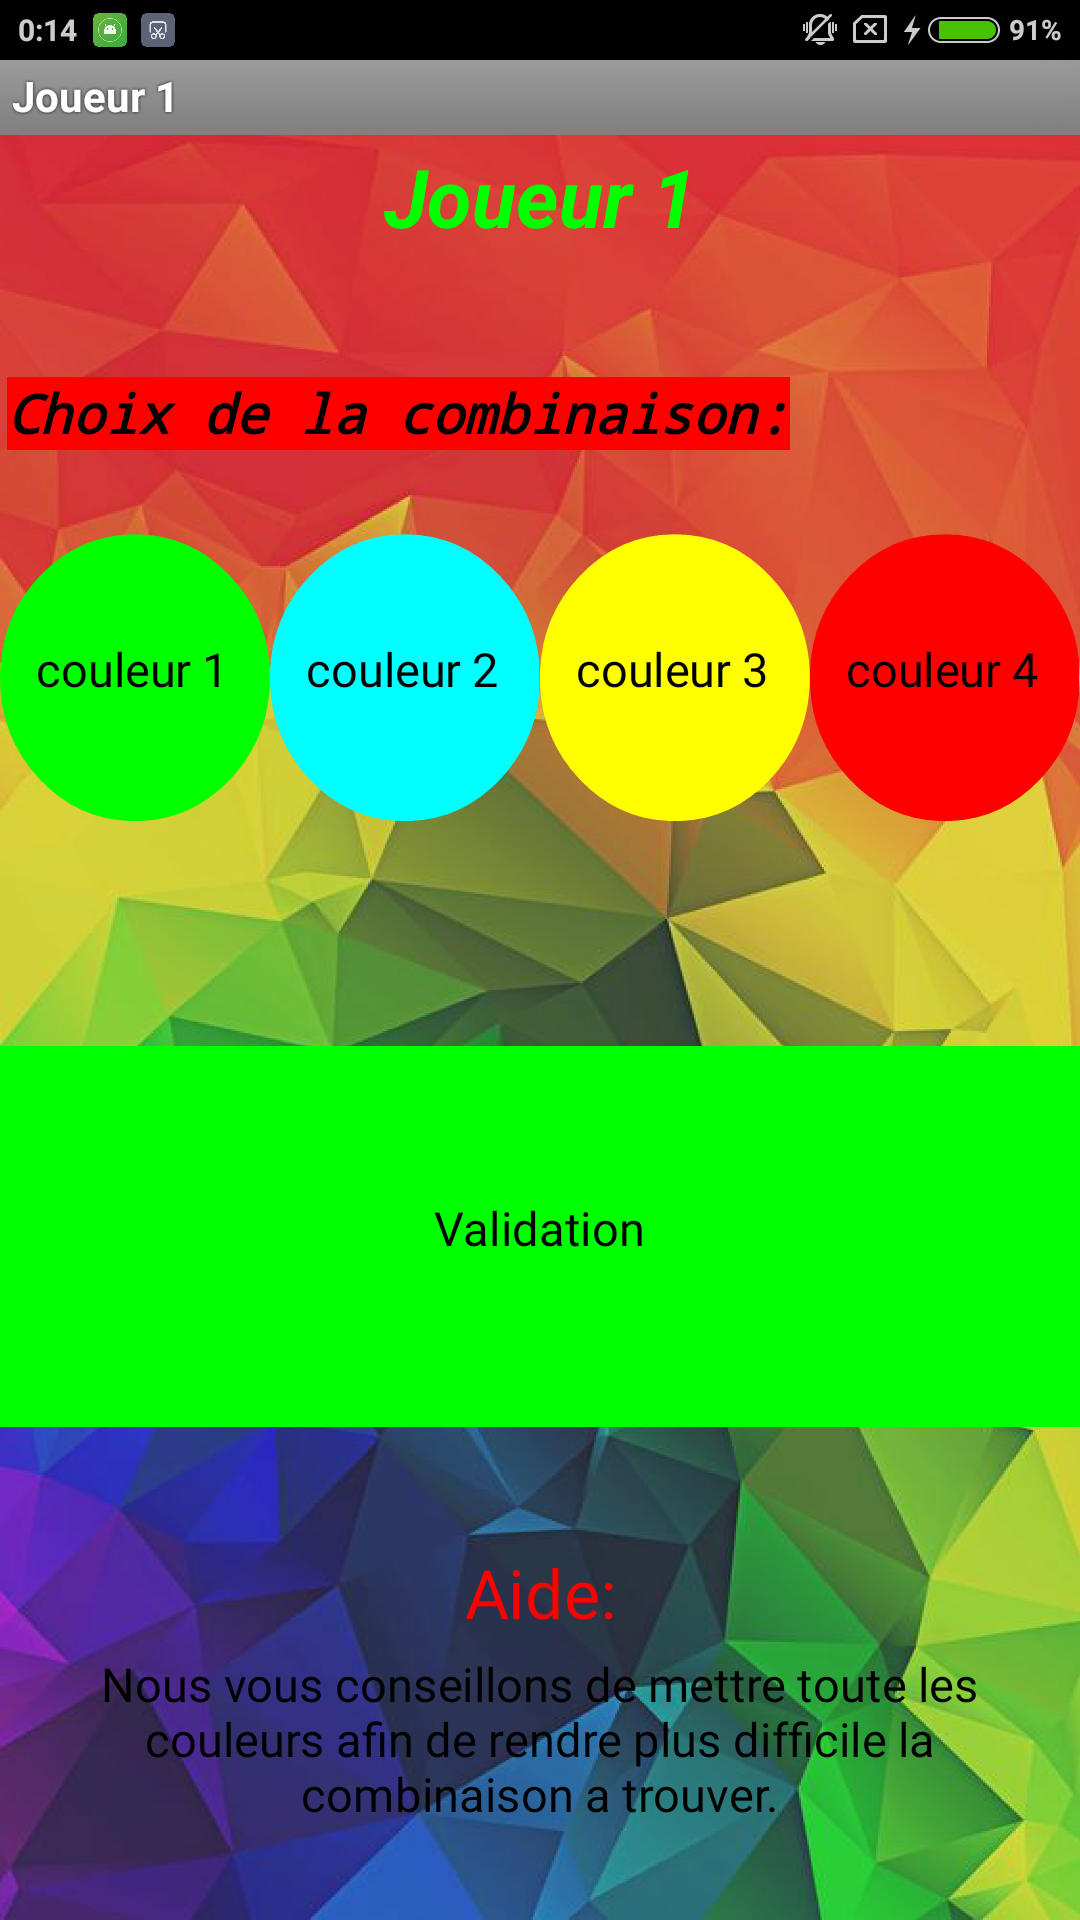 0:14
91%
Joueur 1
Joueur 1
Choix de la combinaison:
couleur 1 couleur 2 couleur 3 couleur 4
Validation
Aide:
Nous vous conseillons de mettre toute les
couleurs afin de rendre plus difficile la
combinaison a trouver.